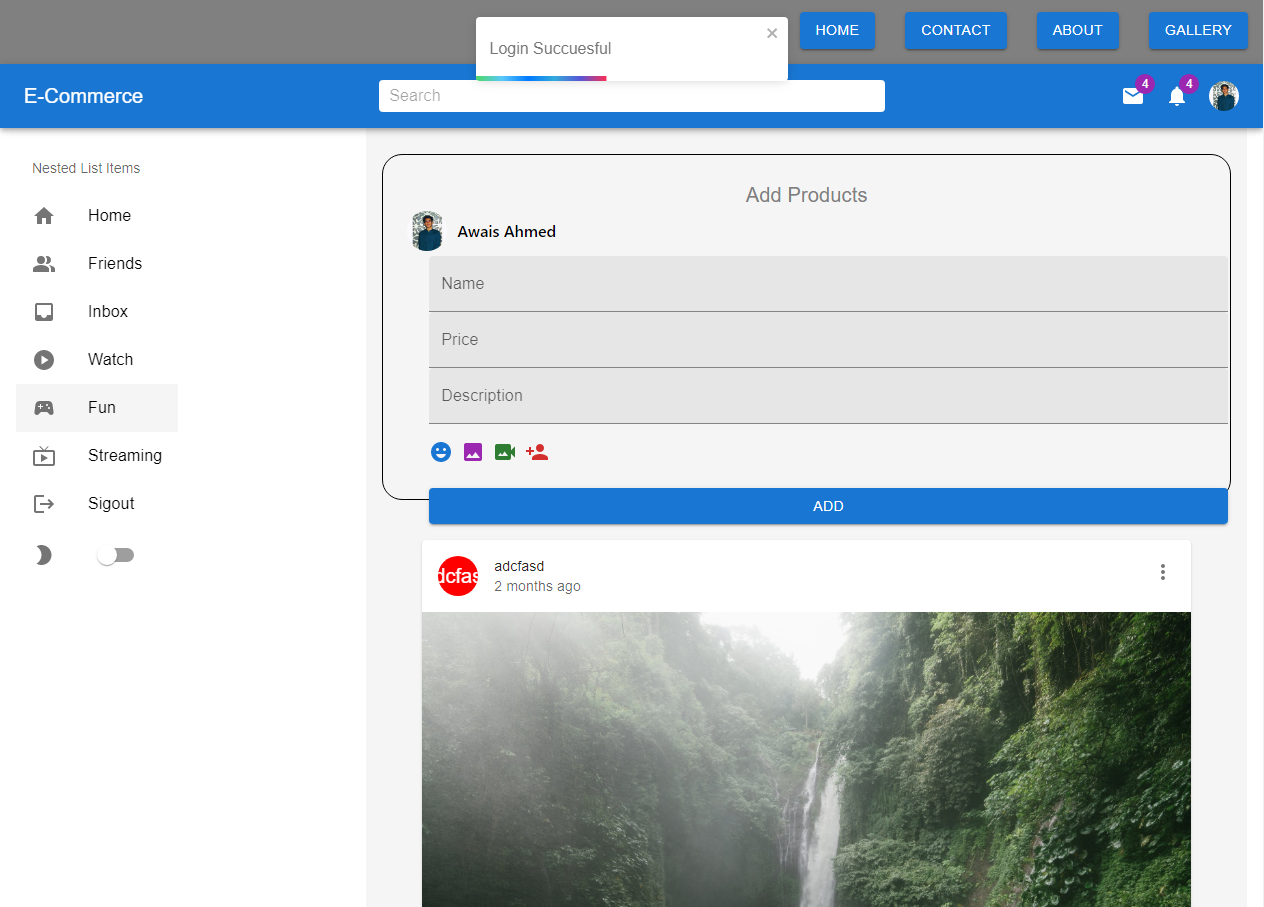 HOME
CONTACT
ABOUT
GALLERY
Login Succuesful
E-Commerce
Search
4
4
Nested List Items
Home
Friends
Inbox
Watch
Fun
Streaming
Sigout
Add Products
Awais Ahmed
Name
Price
Description
ADD
dcfas
adcfasd
2 months ago